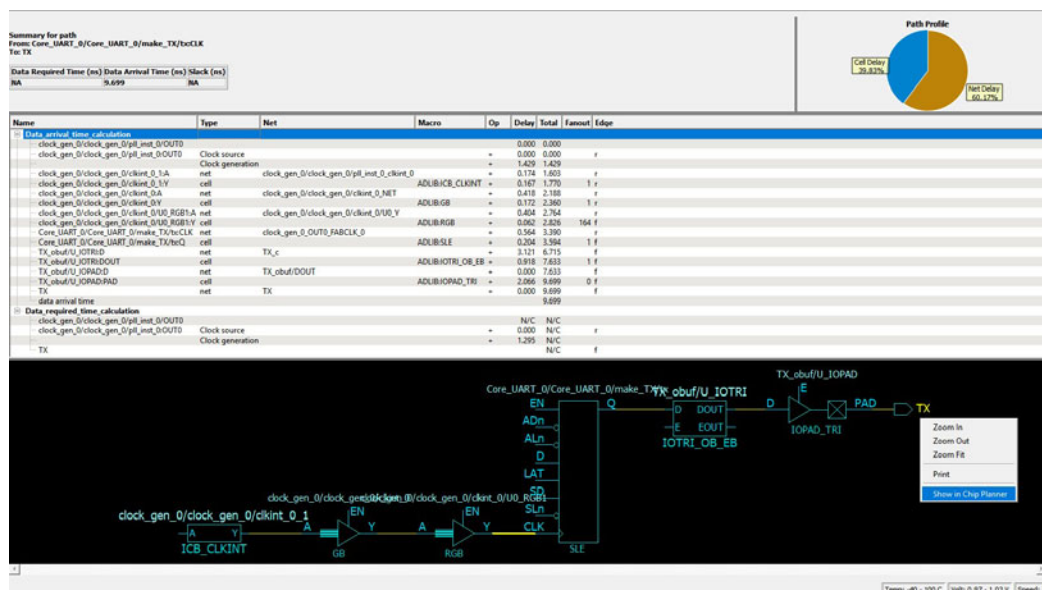 Summary for path
From: Core_UART_0/Core_UART_0/make_TX/tx:CLK
To: TX
Data Required Time (ns) Data Arrival Time (ns) Slack (ns)
NA 9.699 NA
Path Profile
Cell Delay
39.83%
Net Delay
60.17%
Name Type Net Macro Op Delay Total Fanout Edge
Data_arrival_time_calculation
clock_gen_0/clock_gen_0/pll_inst_0/OUT0 0.000 0.000
clock_gen_0/clock_gen_0/pll_inst_0:OUT0 Clock source + 0.000 0.000 r
Clock generation + 1.429 1.429
clock_gen_0/clock_gen_0/clkint_0_1:A net clock_gen_0/clock_gen_0/pll_inst_0_clkint_0 + 0.174 1.603 r
clock_gen_0/clock_gen_0/clkint_0_1:Y cell ADLIB:ICB_CLKINT + 0.167 1.770 1 r
clock_gen_0/clock_gen_0/clkint_0:A net clock_gen_0/clock_gen_0/clkint_0_NET + 0.418 2.188 r
clock_gen_0/clock_gen_0/clkint_0:Y cell ADLIB:GB + 0.172 2.360 1 r
clock_gen_0/clock_gen_0/clkint_0/U0_RGB1:A net clock_gen_0/clock_gen_0/clkint_0/U0_Y + 0.404 2.764 r
clock_gen_0/clock_gen_0/clkint_0/U0_RGB1:Y cell ADLIB:RGB + 0.062 2.826 164 f
Core_UART_0/Core_UART_0/make_TX/tx:CLK net clock_gen_0_OUT0_FABCLK_0 + 0.564 3.390 r
Core_UART_0/Core_UART_0/make_TX/tx:Q cell ADLIB:SLE + 0.204 3.594 1 f
TX_obuf/U_IOTRI:D net TX_c + 3.121 6.715 f
TX_obuf/U_IOTRI:DOUT cell ADLIB:IOTRI_OB_EB + 0.918 7.633 1 f
TX_obuf/U_IOPAD:D net TX_obuf/DOUT + 0.000 7.633 f
TX_obuf/U_IOPAD:PAD cell ADLIB:IOPAD_TRI + 2.066 9.699 0 f
TX net TX + 0.000 9.699 f
data arrival time 9.699
Data_required_time_calculation
clock_gen_0/clock_gen_0/pll_inst_0/OUT0 N/C N/C
clock_gen_0/clock_gen_0/pll_inst_0:OUT0 Clock source + 0.000 N/C r
Clock generation + 1.295 N/C
TX N/C f
TX_obuf/U_IOPAD
Core_UART_0/Core_UART_0/make_TX/tx TX_obuf/U_IOTRI
E
EN Q D DOUT D PAD TX
ADn E EOUT IOPAD_TRI
ALn IOTRI_OB_EB
D
LAT
SD
SLn
CLK
SLE
clock_gen_0/clock_gen_0/clkint_0/U0_RGB1
EN EN
clock_gen_0/clock_gen_0/clkint_0_1
A Y A Y A Y
ICB_CLKINT GB RGB
Zoom In
Zoom Out
Zoom Fit
Print
Show in Chip Planner